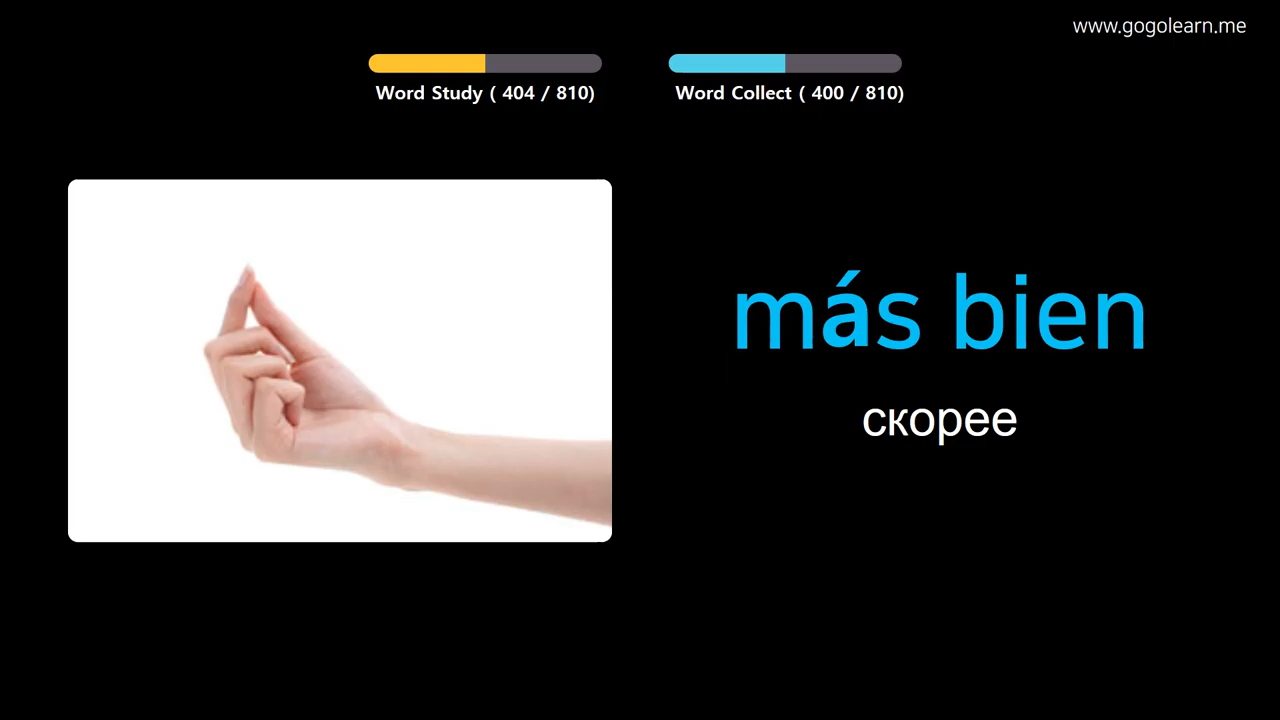 www.gogolearn.me
Word Study ( 404 / 810)
Word Collect ( 400 / 810)
más bien
скорее